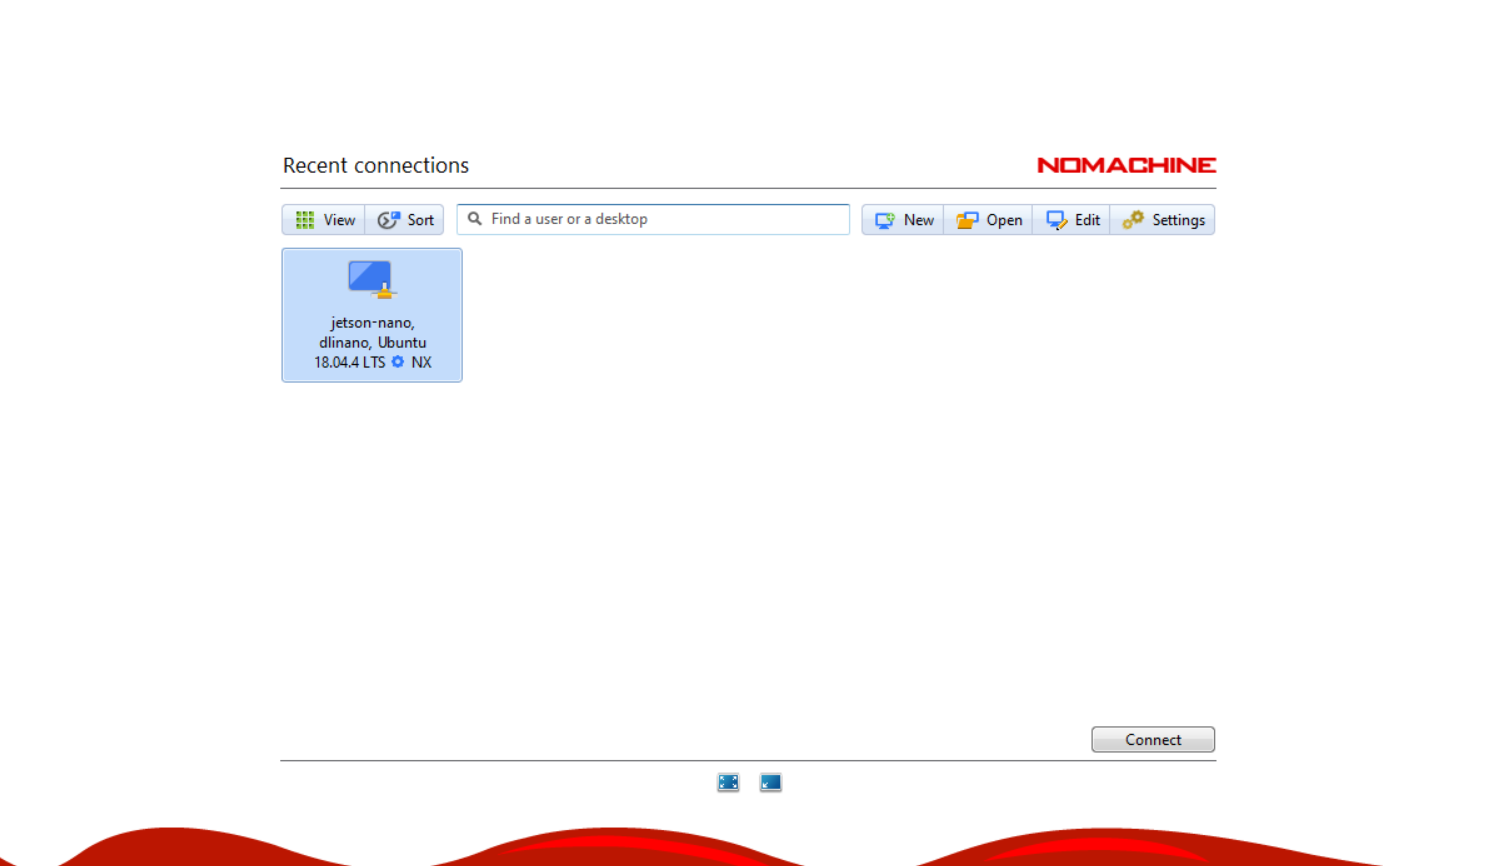 Recent connections
NOMACHINE
View
Sort
Find a user or a desktop
New
Open
Edit
Settings
jetson-nano,
dlinano, Ubuntu
18.04.4 LTS NX
Connect